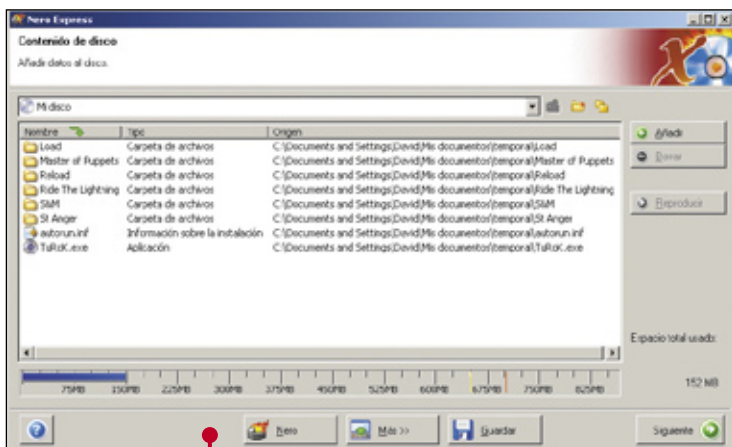 Nero Express
Contenido de disco
Añadir datos al disco.
Mi disco
Nombre Tipo Origen
Load Carpeta de archivos C:\Documents and Settings\David\Mis documentos\temporal\Load
Master of Puppets Carpeta de archivos C:\Documents and Settings\David\Mis documentos\temporal\Master of Puppets
Reload Carpeta de archivos C:\Documents and Settings\David\Mis documentos\temporal\Reload
Ride The Lightning Carpeta de archivos C:\Documents and Settings\David\Mis documentos\temporal\Ride The Lightning
S&M Carpeta de archivos C:\Documents and Settings\David\Mis documentos\temporal\S&M
St Anger Carpeta de archivos C:\Documents and Settings\David\Mis documentos\temporal\St Anger
autorun.inf Información sobre la instalación C:\Documents and Settings\David\Mis documentos\temporal\autorun.inf
TuRoK.exe Aplicación C:\Documents and Settings\David\Mis documentos\temporal\TuRoK.exe
Añadir
Borrar
Reproducir
Espacio total usado:
75MB 150MB 225MB 300MB 375MB 450MB 525MB 600MB 675MB 750MB 825MB
152 MB
Nero
Más >>
Guardar
Siguiente